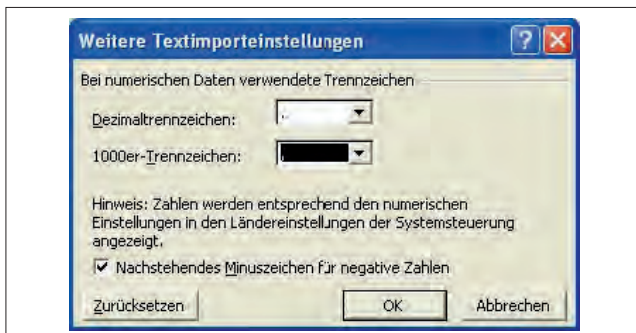 Weitere Textimporteinstellungen
Bei numerischen Daten verwendete Trennzeichen
Dezimaltrennzeichen:
1000er-Trennzeichen:
Hinweis: Zahlen werden entsprechend den numerischen
Einstellungen in den Ländereinstellungen der Systemsteuerung
angezeigt.
Nachstehendes Minuszeichen für negative Zahlen
Zurücksetzen OK Abbrechen